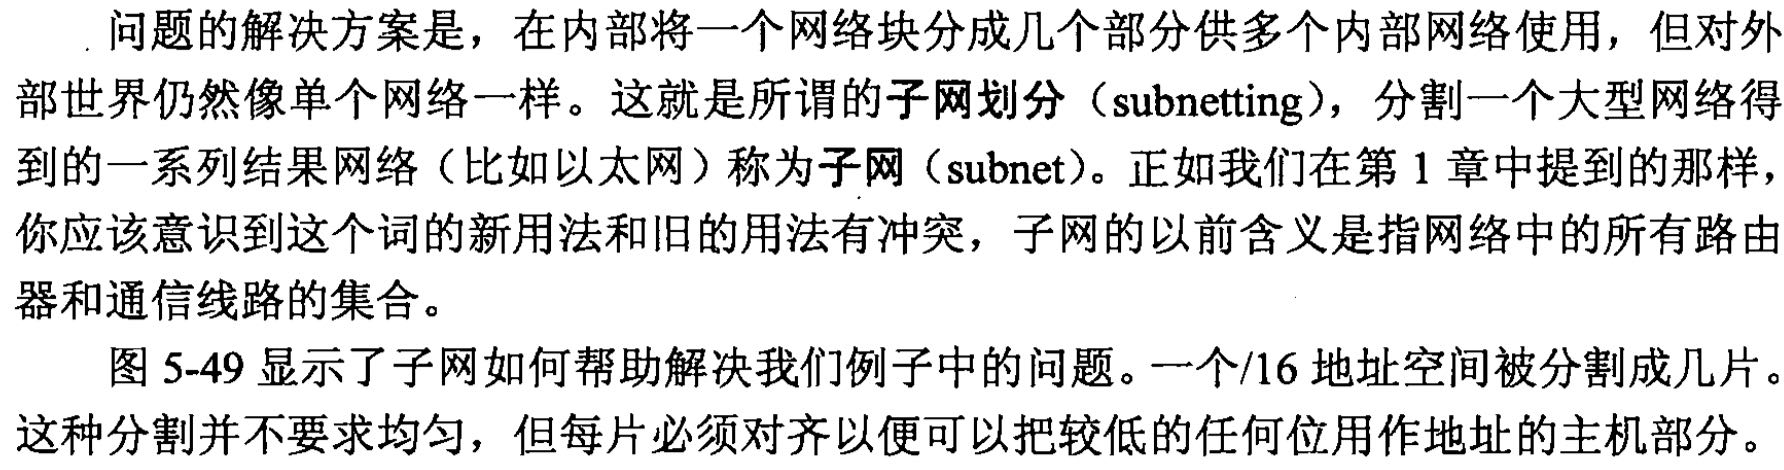 问题的解决方案是，在内部将一个网络块分成几个部分供多个内部网络使用，但对外
部世界仍然像单个网络一样。这就是所谓的子网划分（subnetting），分割一个大型网络得
到的一系列结果网络（比如以太网）称为子网（subnet）。正如我们在第 1 章中提到的那样，
你应该意识到这个词的新用法和旧的用法有冲突，子网的以前含义是指网络中的所有路由
器和通信线路的集合。
图 5-49 显示了子网如何帮助解决我们例子中的问题。一个/16 地址空间被分割成几片。
这种分割并不要求均匀，但每片必须对齐以便可以把较低的任何位用作地址的主机部分。